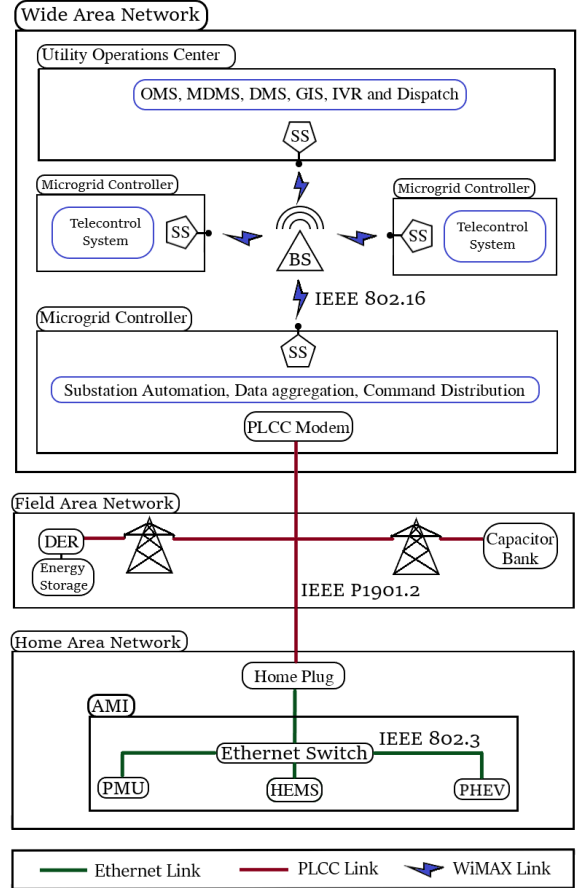 Wide Area Network
Utility Operations Center
OMS, MDMS, DMS, GIS, IVR and Dispatch
SS
Microgrid Controller
Telecontrol
System
SS
BS
Microgrid Controller
SS
Telecontrol
System
IEEE 802.16
Microgrid Controller
SS
Substation Automation, Data aggregation, Command Distribution
PLCC Modem
Field Area Network
DER
Energy
Storage
Capacitor
Bank
IEEE P1901.2
Home Area Network
Home Plug
AMI
IEEE 802.3
Ethernet Switch
PMU
HEMS
PHEV
Ethernet Link
PLCC Link
WiMAX Link